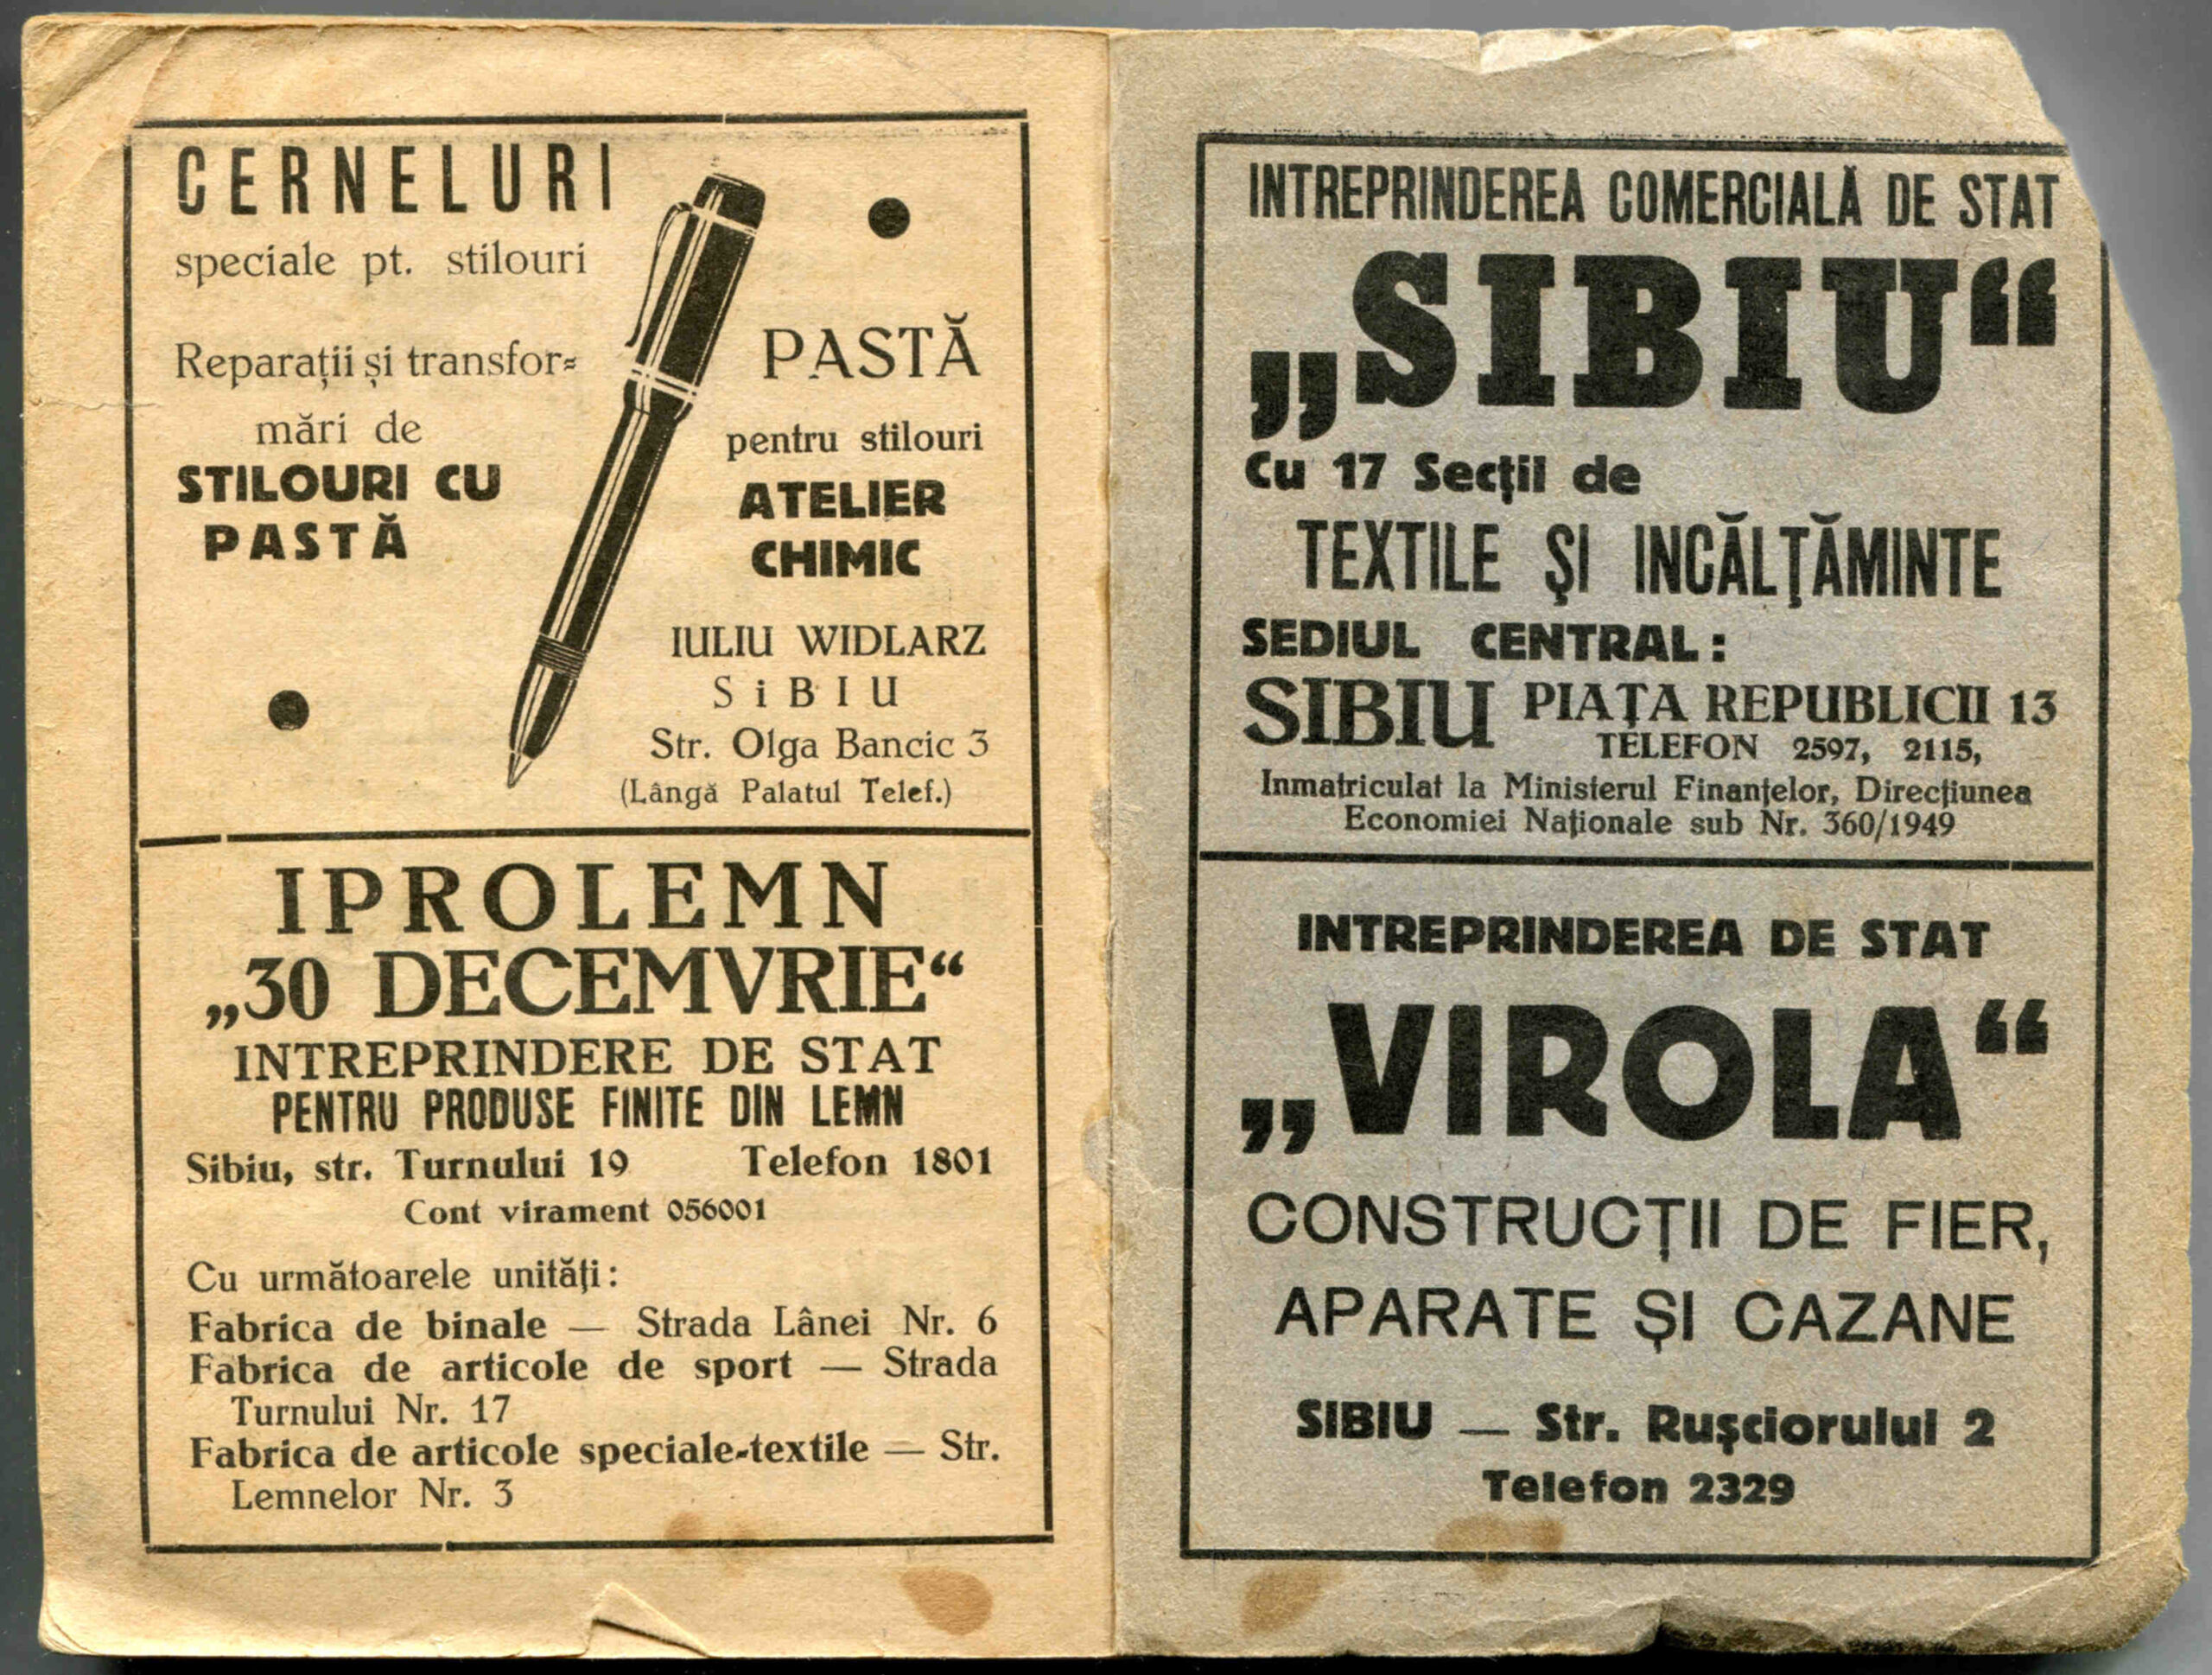 CERNELURI
speciale pt. stilouri
Reparații și transfor=
mări de
STILOURI CU
PASTĂ
PASTĂ
pentru stilouri
ATELIER
CHIMIC
IULIU WIDLARZ
SiBIU
Str. Olga Bancic 3
(Lângă Palatul Telef.)
IPROLEMN
„30 DECEMVRIE“
INTREPRINDERE DE STAT
PENTRU PRODUSE FINITE DIN LEMN
Sibiu, str. Turnului 19 Telefon 1801
Cont virament 056001
Cu următoarele unități:
Fabrica de binale — Strada Lânei Nr. 6
Fabrica de articole de sport — Strada
Turnului Nr. 17
Fabrica de articole speciale-textile — Str.
Lemnelor Nr. 3
INTREPRINDEREA COMERCIALĂ DE STAT
„SIBIU“
Cu 17 Secțil de
TEXTILE ȘI INCĂLȚĂMINTE
SEDIUL CENTRAL:
SIBIU PIAȚA REPUBLICII 13
TELEFON 2597, 2115,
Inmatriculat la Ministerul Finanțelor, Direcțiunea
Economiei Naționale sub Nr. 360/1949
INTREPRINDEREA DE STAT
„VIROLA“
CONSTRUCȚII DE FIER,
APARATE ȘI CAZANE
SIBIU — Str. Rușciorului 2
Telefon 2329